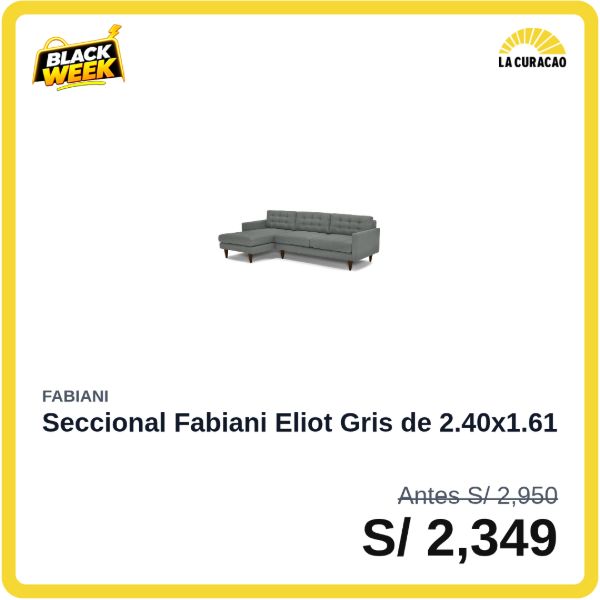 BLACK
WEEK
LA CURACAO
FABIANI
Seccional Fabiani Eliot Gris de 2.40x1.61
Antes S/ 2,950
S/ 2,349